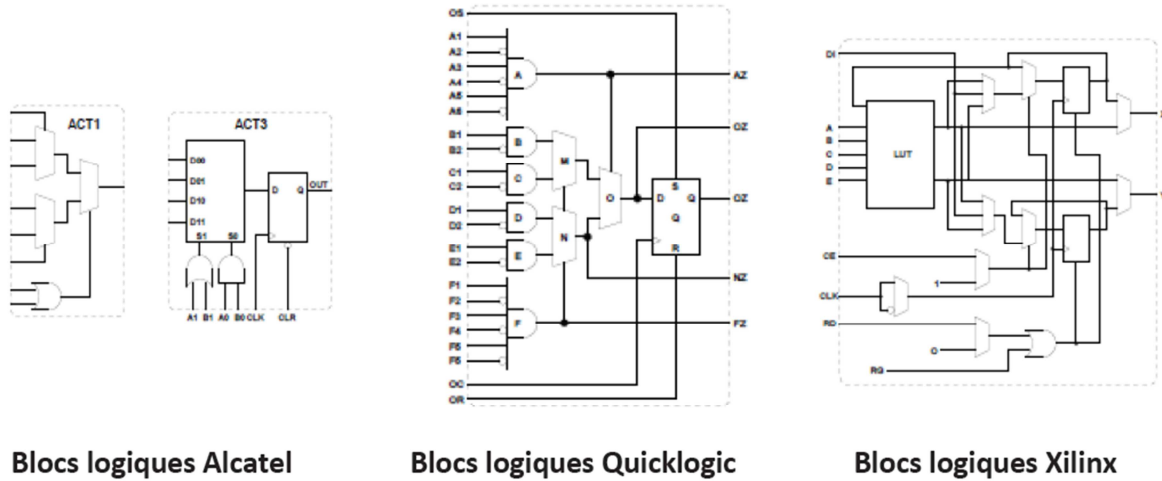 ACT1
ACT3
D00
D01
D10
D11
S1
S0
D
Q
OUT
A1
B1
A0
B0
CLK
CLR
OS
A1
A2
A3
A4
A5
A6
A
AZ
B1
B2
B
OZ
C1
C2
C
M
O
D1
D2
D
N
S
D
Q
Q
R
OZ
E1
E2
E
NZ
F1
F2
F3
F4
F5
F6
F
FZ
OC
OR
DI
A
B
C
D
E
LUT
CE
1
CLK
RD
0
RG
Blocs logiques Alcatel
Blocs logiques Quicklogic
Blocs logiques Xilinx